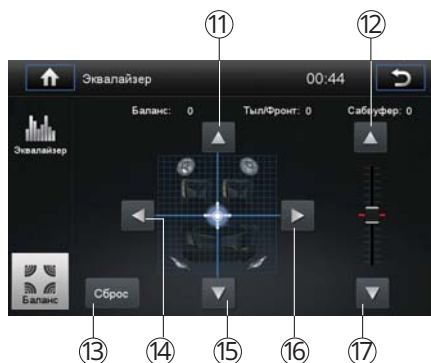 ⑪ ⑫
Эквалайзер 00:44
Баланс: 0 Тыл/Фронт: 0 Сабвуфер: 0
Эквалайзер
Баланс
Сброс
⑬ ⑭ ⑮ ⑯ ⑰